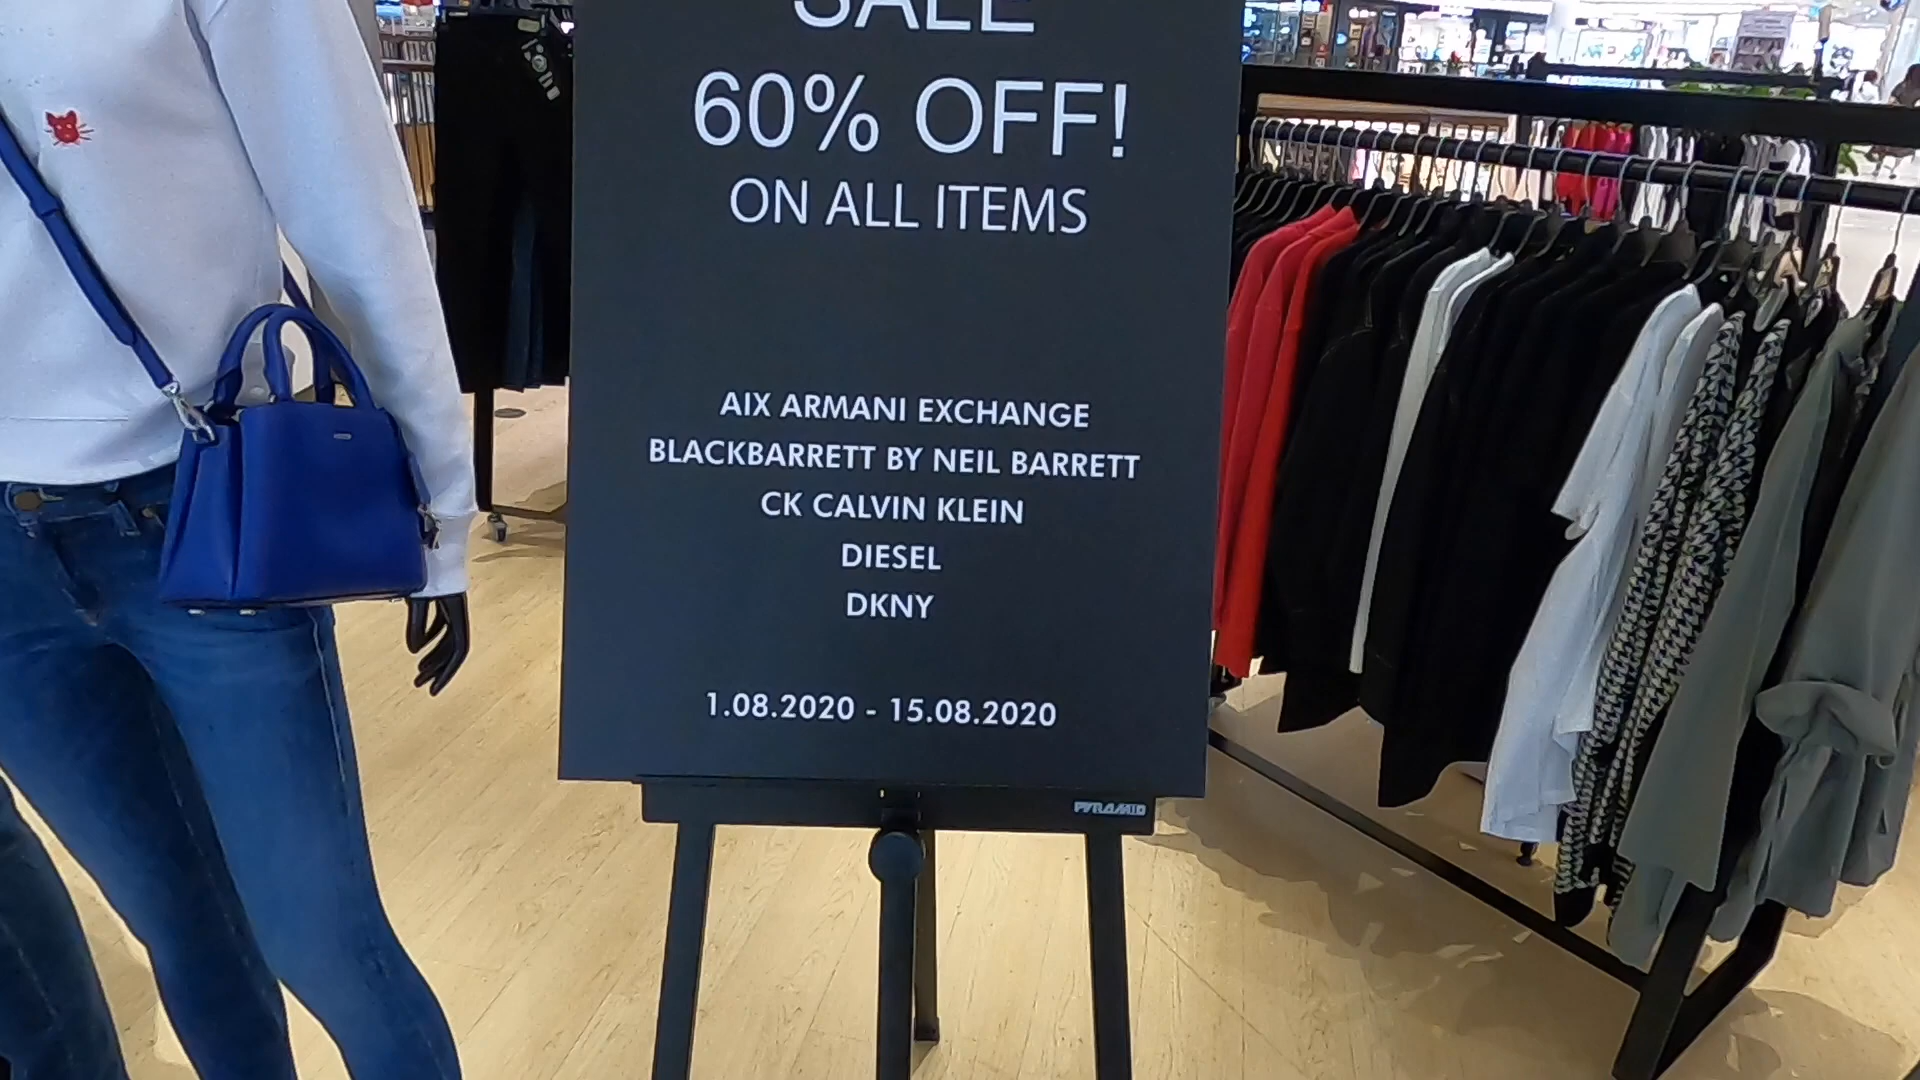 SALE
60% OFF!
ON ALL ITEMS
AIX ARMANI EXCHANGE
BLACKBARRETT BY NEIL BARRETT
CK CALVIN KLEIN
DIESEL
DKNY
1.08.2020 - 15.08.2020
PYRAMID